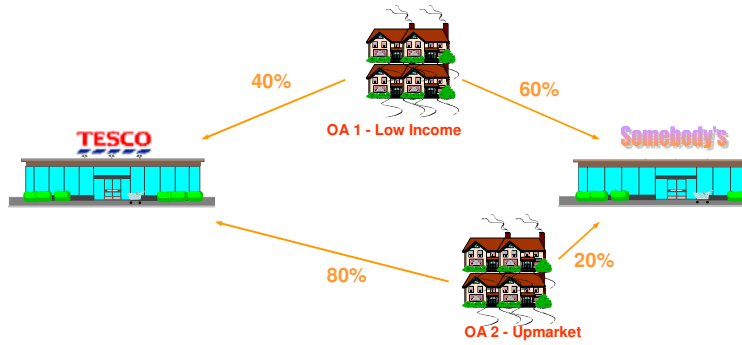 40%
60%
OA 1 - Low Income
TESCO
Somebody's
80%
20%
OA 2 - Upmarket